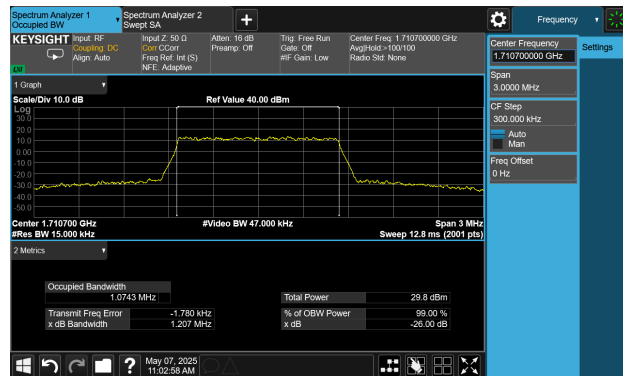 Spectrum Analyzer 1
Occupied BW
Spectrum Analyzer 2
Swept SA
Frequency
KEYSIGHT
Input: RF
Coupling: DC
Align: Auto
Input Z: 50 Ω
Corr CCorr
Freq Ref: Int (S)
NFE: Adaptive
Atten: 16 dB
Preamp: Off
Trig: Free Run
Gate: Off
#IF Gain: Low
Center Freq: 1.710700000 GHz
Avg|Hold:>100/100
Radio Std: None
LXI
Center Frequency
1.710700000 GHz
Settings
Span
3.0000 MHz
CF Step
300.000 kHz
Auto
Man
Freq Offset
0 Hz
1 Graph
Scale/Div 10.0 dB
Ref Value 40.00 dBm
Log
30.0
20.0
10.0
0.00
-10.0
-20.0
-30.0
-40.0
-50.0
Center 1.710700 GHz
#Video BW 47.000 kHz
Span 3 MHz
#Res BW 15.000 kHz
Sweep 12.8 ms (2001 pts)
2 Metrics
Occupied Bandwidth
1.0743 MHz
Total Power 29.8 dBm
Transmit Freq Error -1.780 kHz
% of OBW Power 99.00 %
x dB Bandwidth 1.207 MHz
x dB -26.00 dB
?
May 07, 2025
11:02:58 AM